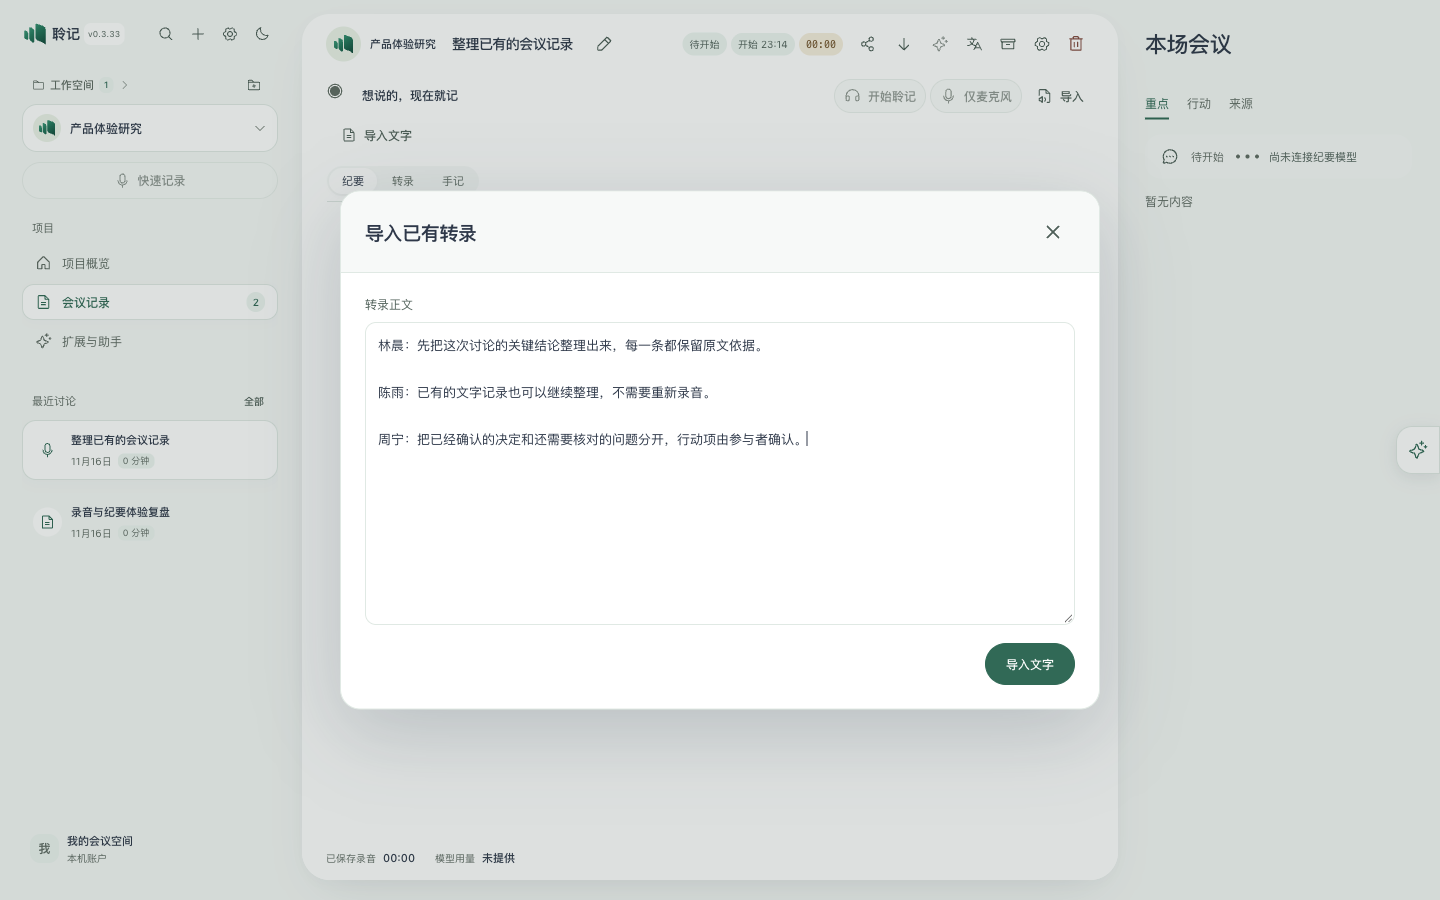 聆记 v0.3.33
工作空间 1
产品体验研究
快速记录
项目
项目概览
会议记录 2
扩展与助手
最近讨论 全部
整理已有的会议记录
11月16日 0 分钟
录音与纪要体验复盘
11月16日 0 分钟
我 我的会议空间
本机账户
产品体验研究 整理已有的会议记录 待开始 开始 23:14 00:00
想说的，现在就记 开始聆记 仅麦克风 导入
导入文字
纪要 转录 手记
导入已有转录
转录正文
林晨：先把这次讨论的关键结论整理出来，每一条都保留原文依据。
陈雨：已有的文字记录也可以继续整理，不需要重新录音。
周宁：把已经确认的决定和还需要核对的问题分开，行动项由参与者确认。
导入文字
已保存录音 00:00 模型用量 未提供
本场会议
重点 行动 来源
待开始 ••• 尚未连接纪要模型
暂无内容